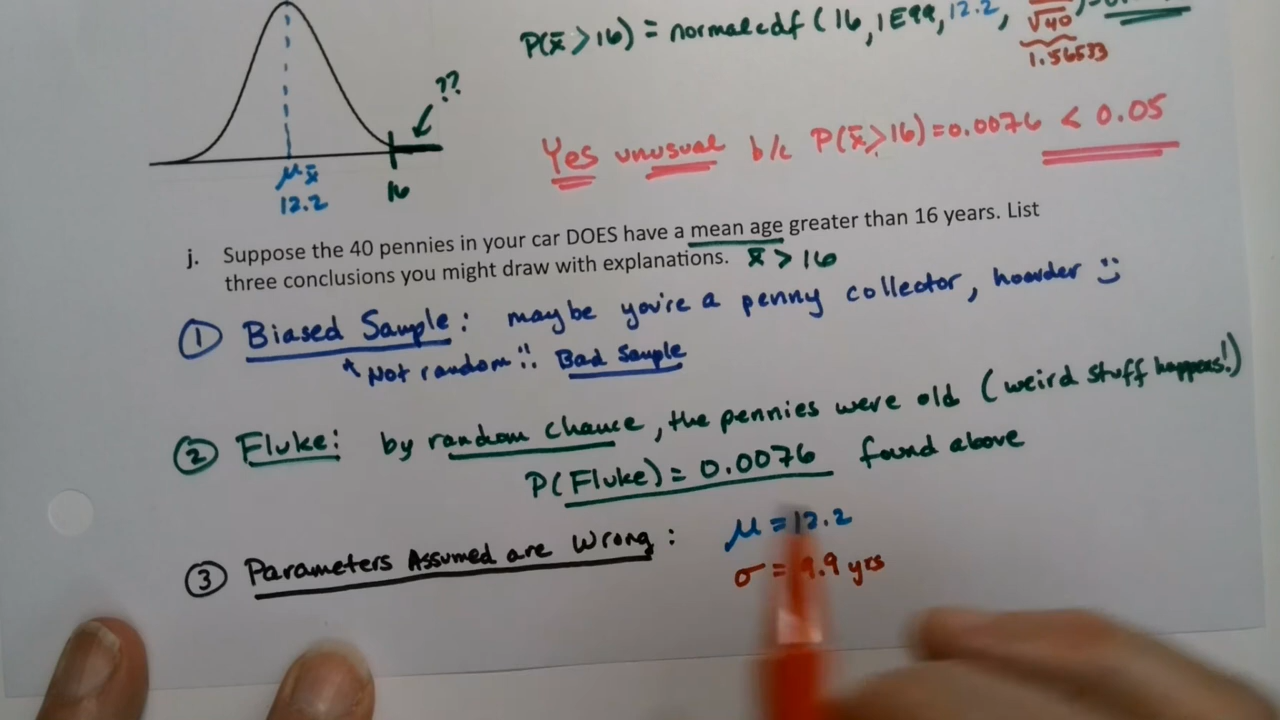 P(x̄ > 16) = normalcdf (16, 1E99, 12.2,
√40
1.56533
??
Yes unusual b/c P(x̄ > 16) = 0.0076 < 0.05
μx̄
12.2
16
j. Suppose the 40 pennies in your car DOES have a mean age greater than 16 years. List
three conclusions you might draw with explanations. x̄ > 16
① Biased Sample: maybe you're a penny collector, hoarder :)
Not random!! Bad sample
② Fluke: by random chance, the pennies were old (weird stuff happens!)
P(Fluke) = 0.0076 found above
③ Parameters Assumed are Wrong: μ = 12.2
σ = 9.9 yrs